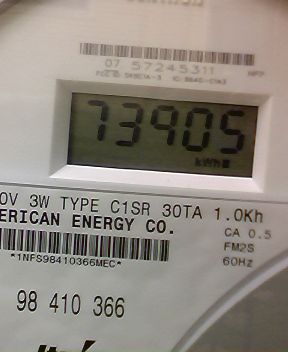 07 57245311
73905
kWh
0V 3W TYPE C1SR 30TA 1.0Kh
ERICAN ENERGY CO.
CA 0.5
FM2S
60Hz
*1NFS98410366MEC*
98 410 366